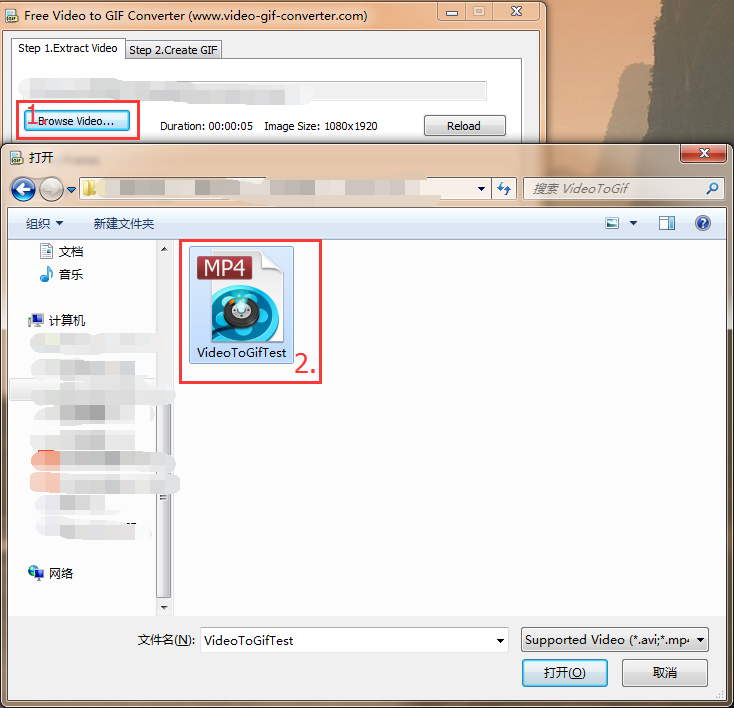 Free Video to GIF Converter (www.video-gif-converter.com)
Step 1.Extract Video
Step 2.Create GIF
1
Browse Video...
Duration: 00:00:05
Image Size: 1080x1920
Reload
打开
搜索 VideoToGif
组织
新建文件夹
文档
音乐
MP4
VideoToGifTest
2.
计算机
网络
文件名(N):
VideoToGifTest
Supported Video (*.avi;*.mp4
打开(O)
取消